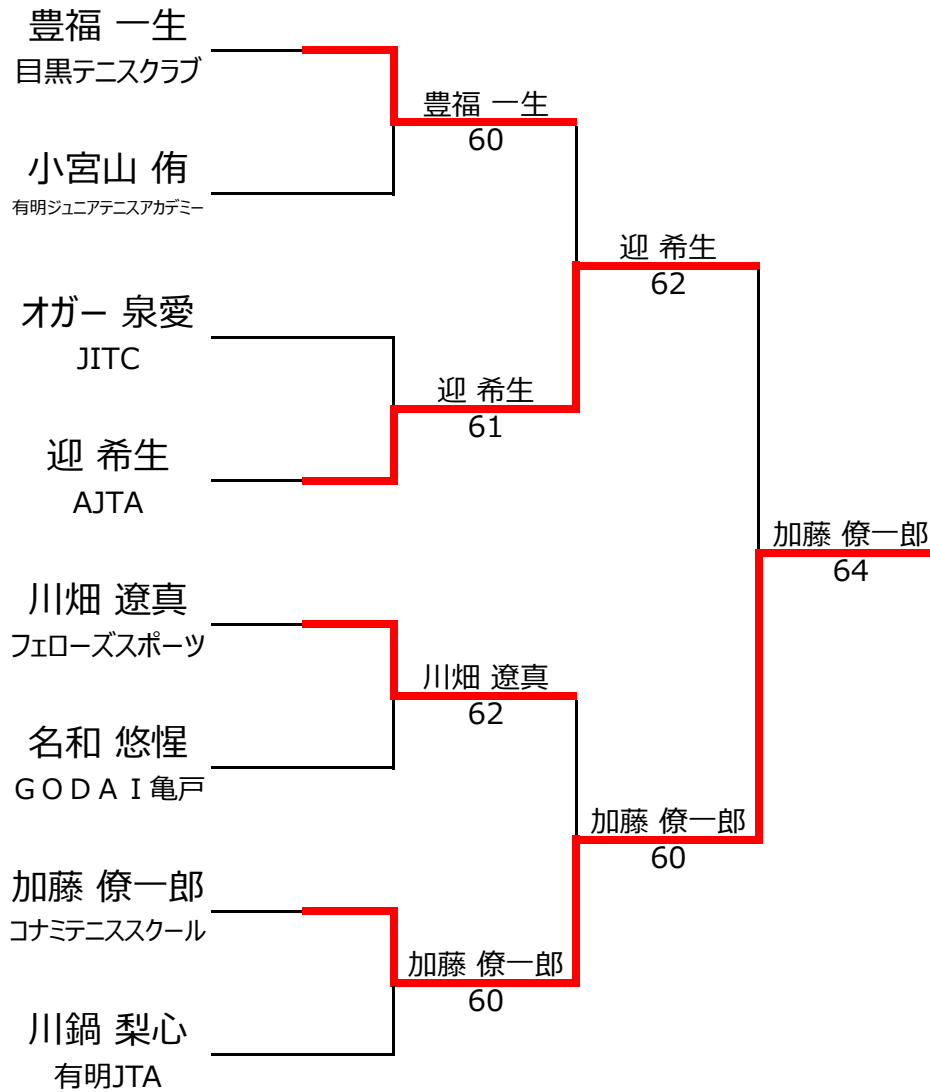 豊福 一生
目黒テニスクラブ
豊福 一生
60
小宮山 侑
有明ジュニアテニスアカデミー
迎 希生
62
オガー 泉愛
JITC
迎 希生
61
迎 希生
AJTA
加藤 僚一郎
64
川畑 遼真
フェローズスポーツ
川畑 遼真
62
名和 悠惺
ＧＯＤＡＩ亀戸
加藤 僚一郎
60
加藤 僚一郎
コナミテニススクール
加藤 僚一郎
60
川鍋 梨心
有明JTA